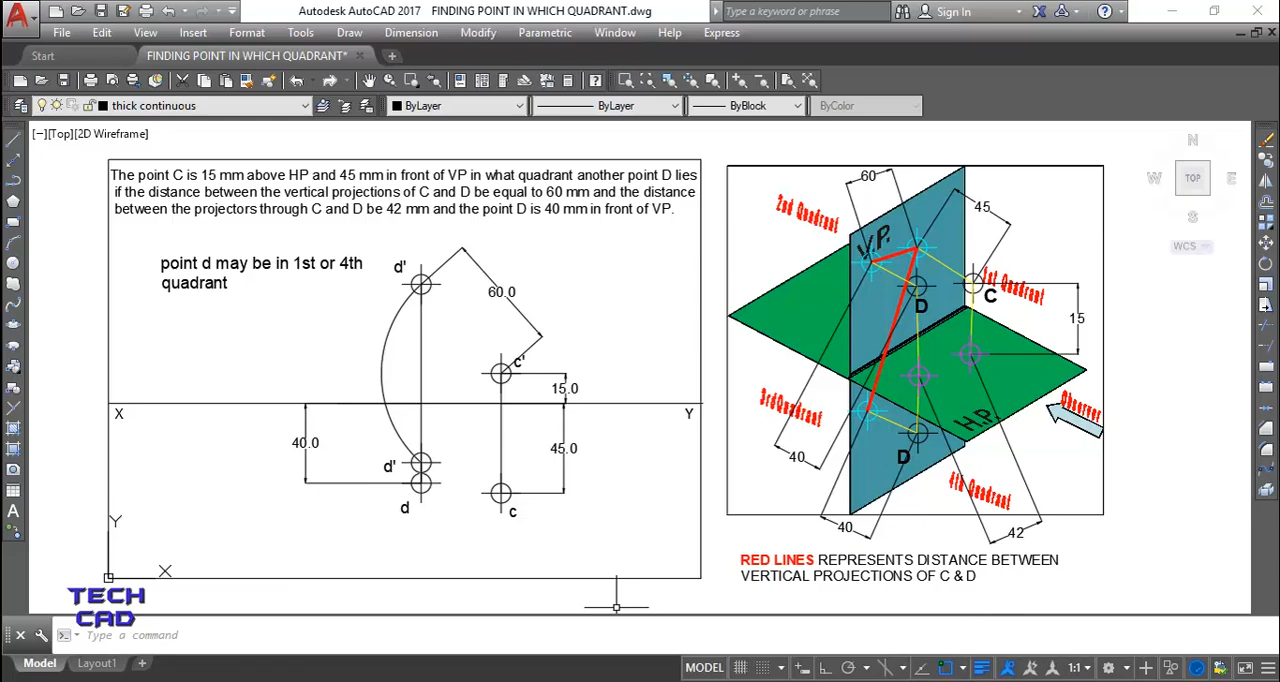 Autodesk AutoCAD 2017 FINDING POINT IN WHICH QUADRANT.dwg
Type a keyword or phrase
Sign In
File Edit View Insert Format Tools Draw Dimension Modify Parametric Window Help Express
Start
FINDING POINT IN WHICH QUADRANT*
thick continuous
ByLayer
ByLayer
ByBlock
ByColor
[−][Top][2D Wireframe]
The point C is 15 mm above HP and 45 mm in front of VP in what quadrant another point D lies
if the distance between the vertical projections of C and D be equal to 60 mm and the distance
between the projectors through C and D be 42 mm and the point D is 40 mm in front of VP.
point d may be in 1st or 4th
quadrant
d'
60.0
c'
15.0
X
Y
40.0
45.0
d'
d
c
Y
X
TECH
CAD
60
45
2nd Quadrant
V.P.
1st Quadrant
C
D
15
3rdQuadrant
H.P.
Observer
D
40
4th Quadrant
40
42
RED LINES REPRESENTS DISTANCE BETWEEN
VERTICAL PROJECTIONS OF C & D
N
W
TOP
E
S
WCS
Type a command
Model
Layout1
MODEL
1:1